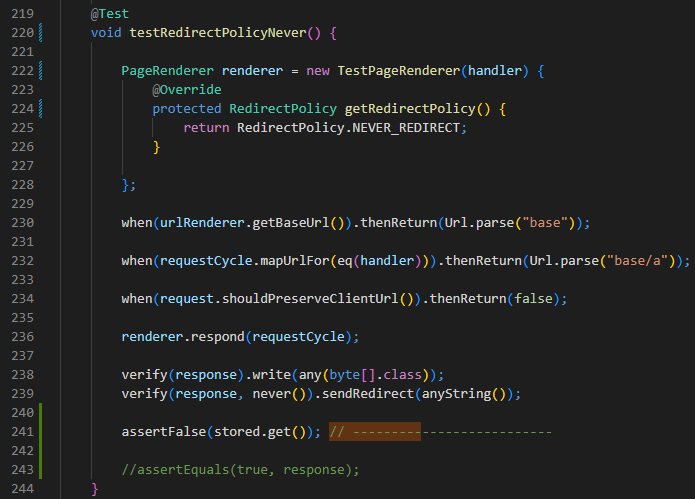 219 @Test
220 void testRedirectPolicyNever() {
221
222 PageRenderer renderer = new TestPageRenderer(handler) {
223 @Override
224 protected RedirectPolicy getRedirectPolicy() {
225 return RedirectPolicy.NEVER_REDIRECT;
226 }
227
228 };
229
230 when(urlRenderer.getBaseUrl()).thenReturn(Url.parse("base"));
231
232 when(requestCycle.mapUrlFor(eq(handler))).thenReturn(Url.parse("base/a"));
233
234 when(request.shouldPreserveClientUrl()).thenReturn(false);
235
236 renderer.respond(requestCycle);
237
238 verify(response).write(any(byte[].class));
239 verify(response, never()).sendRedirect(anyString());
240
241 assertFalse(stored.get()); // --------------------------
242
243 //assertEquals(true, response);
244 }